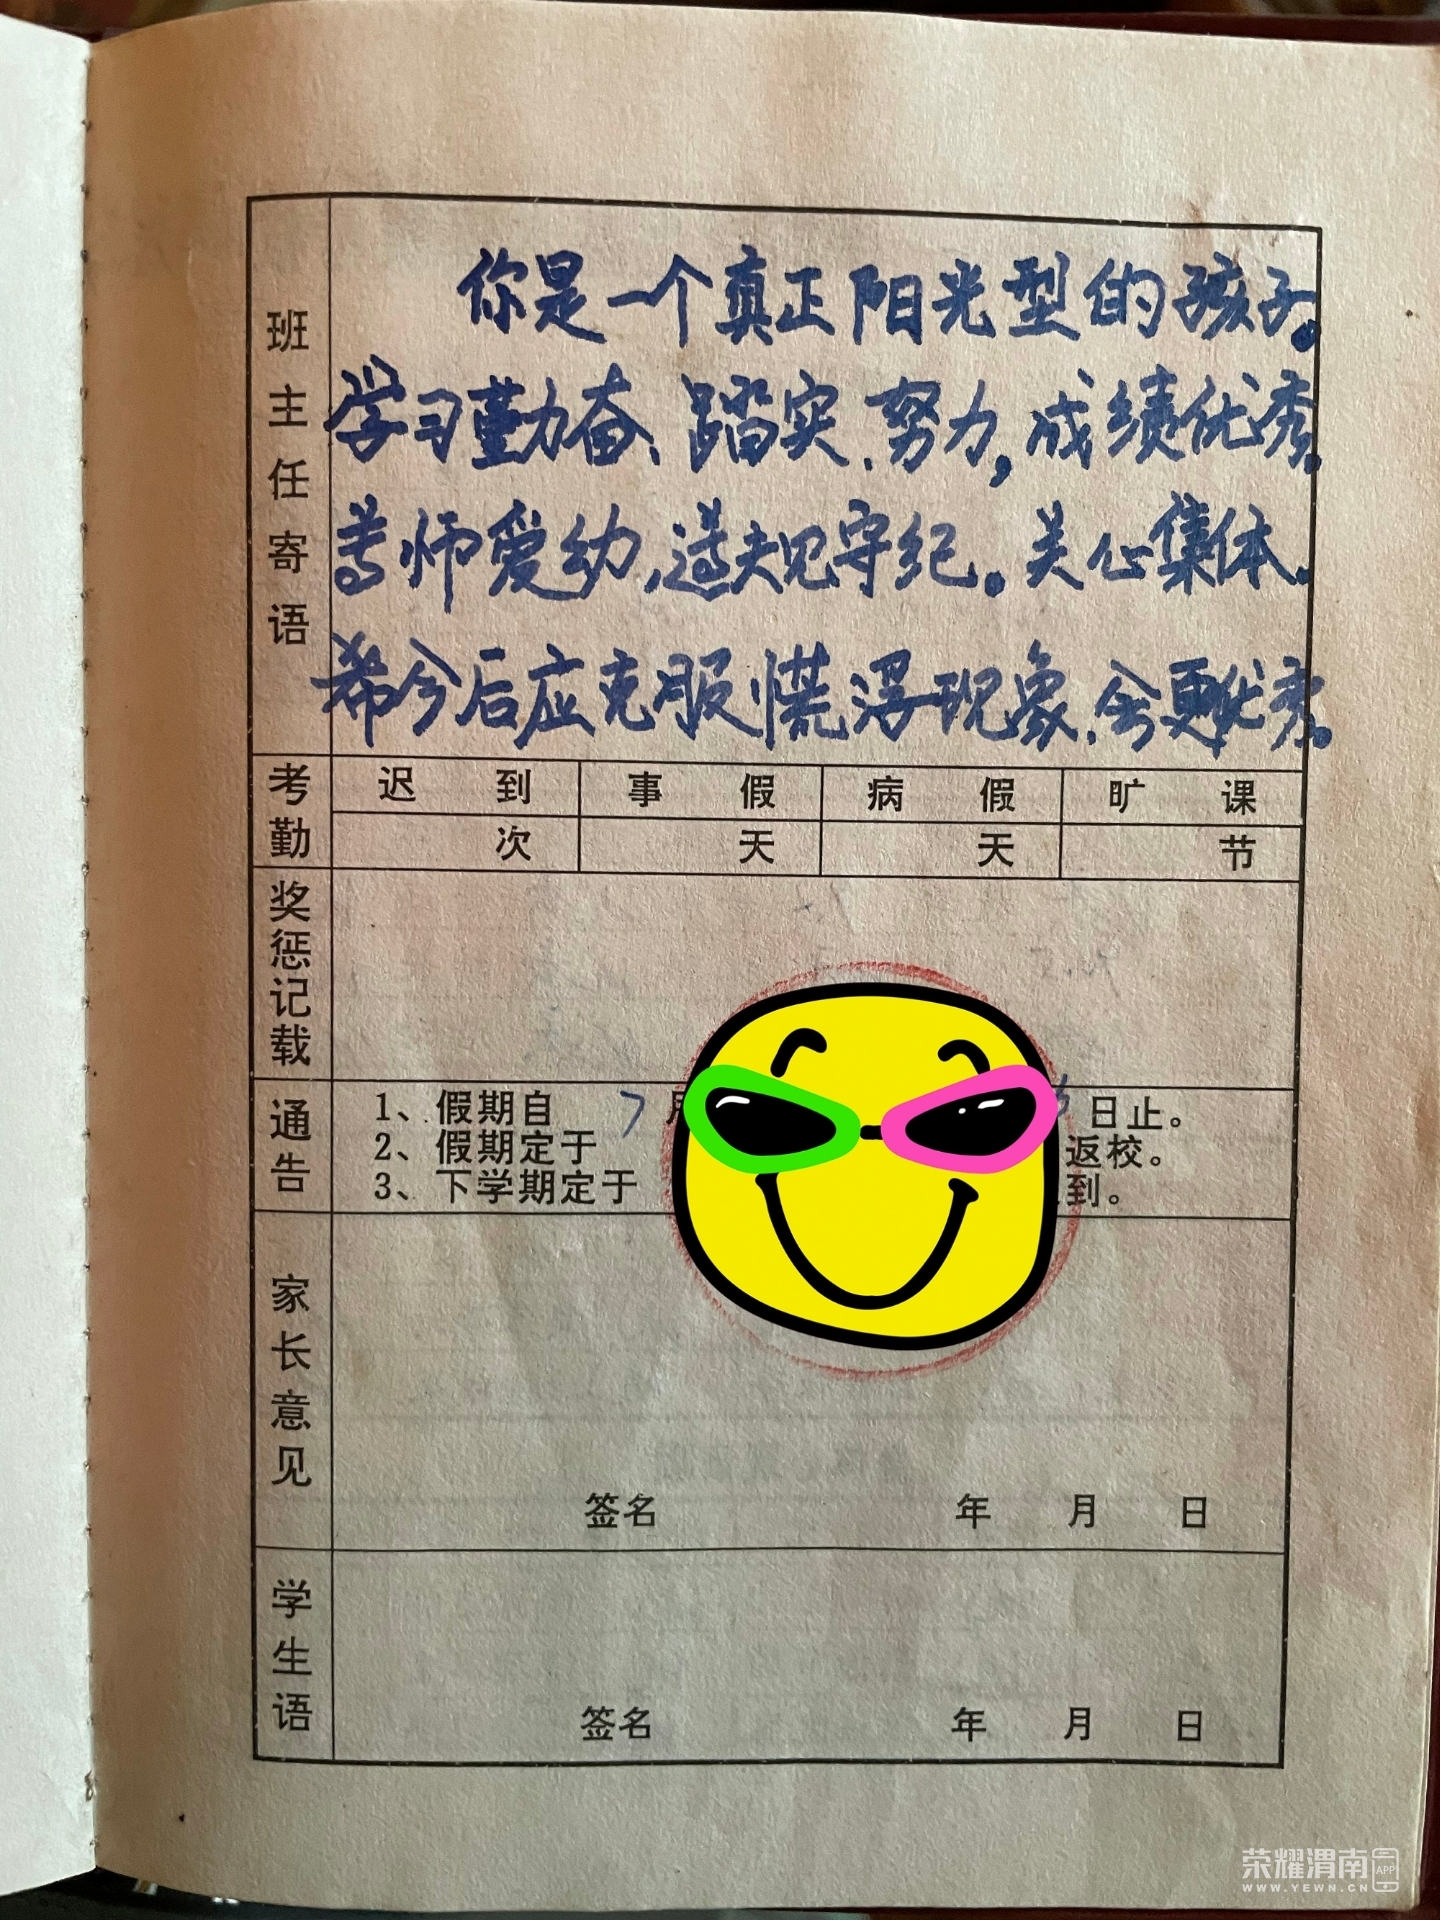 班主任寄语
你是一个真正阳光型的孩子。
学习勤奋、踏实、努力,成绩优秀。
尊师爱幼,遵规守纪。关心集体。
希今后应克服慌浮现象,会更优秀。
考勤
迟到 事假 病假 旷课
次 天 天 节
奖惩记载
通告
1、假期自 7 月 日止。
2、假期定于 返校。
3、下学期定于 到。
家长意见
签名 年 月 日
学生语
签名 年 月 日
荣耀渭南 APP
WWW.YEWN.CN